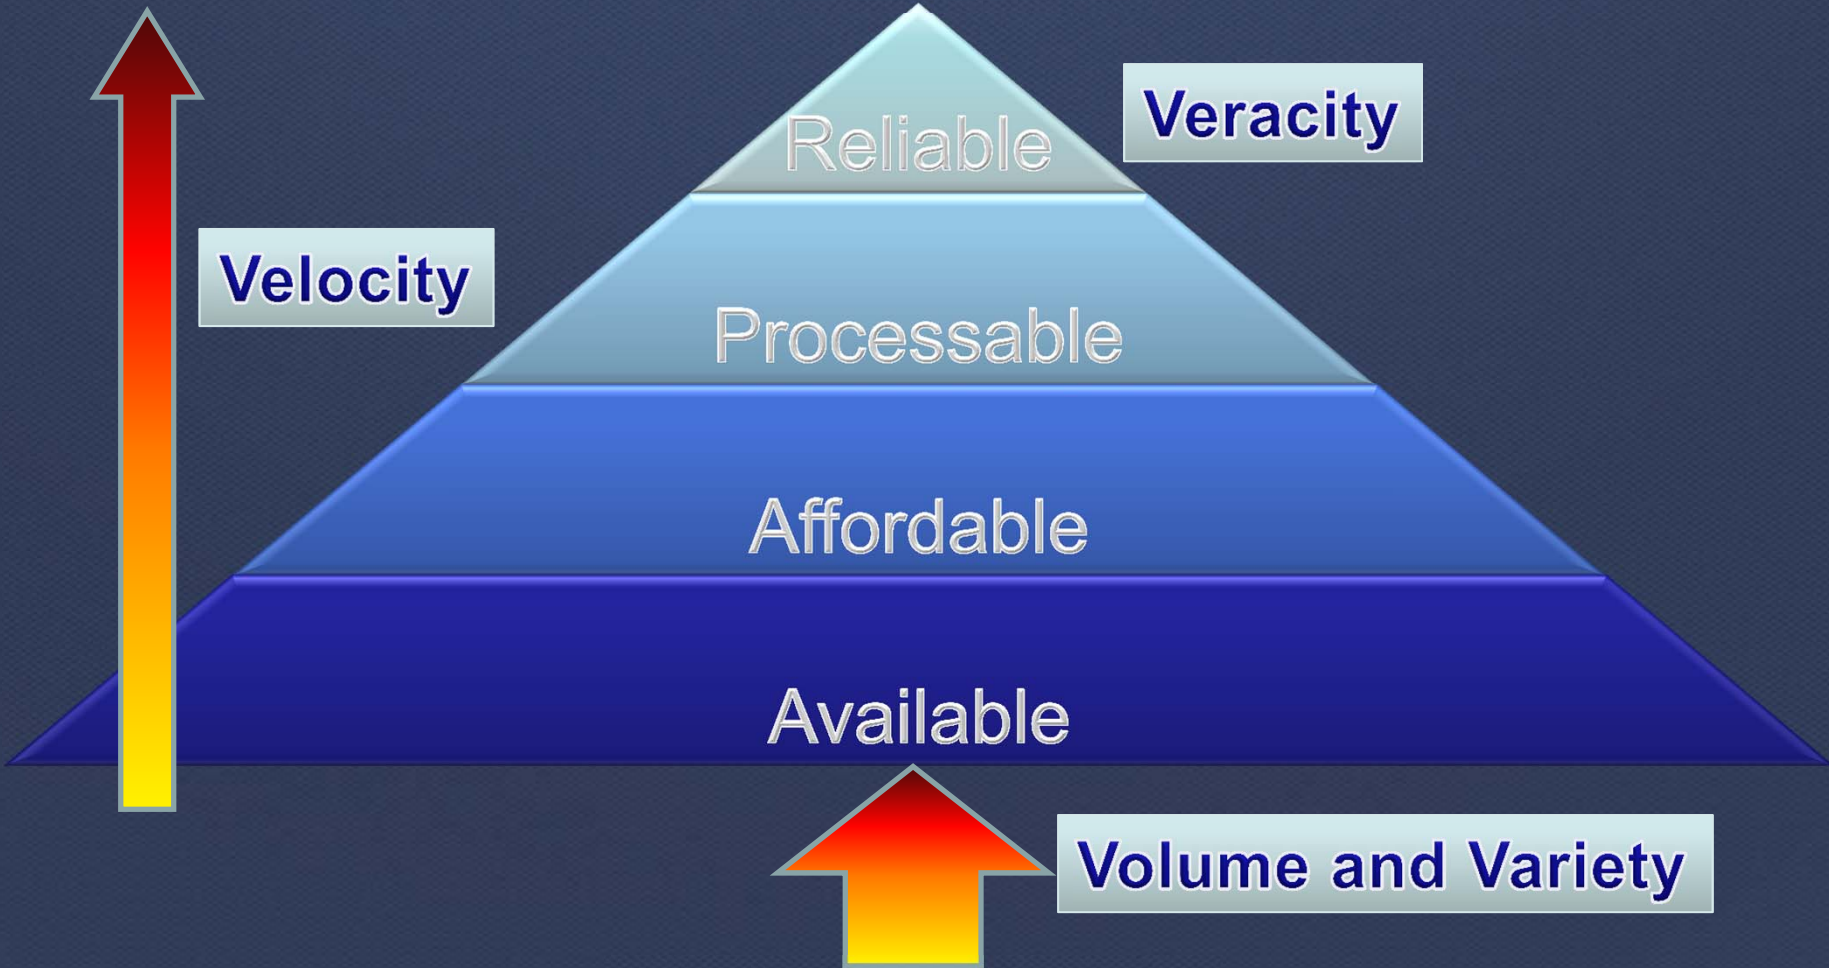 Veracity
Reliable
Velocity
Processable
Affordable
Available
Volume and Variety